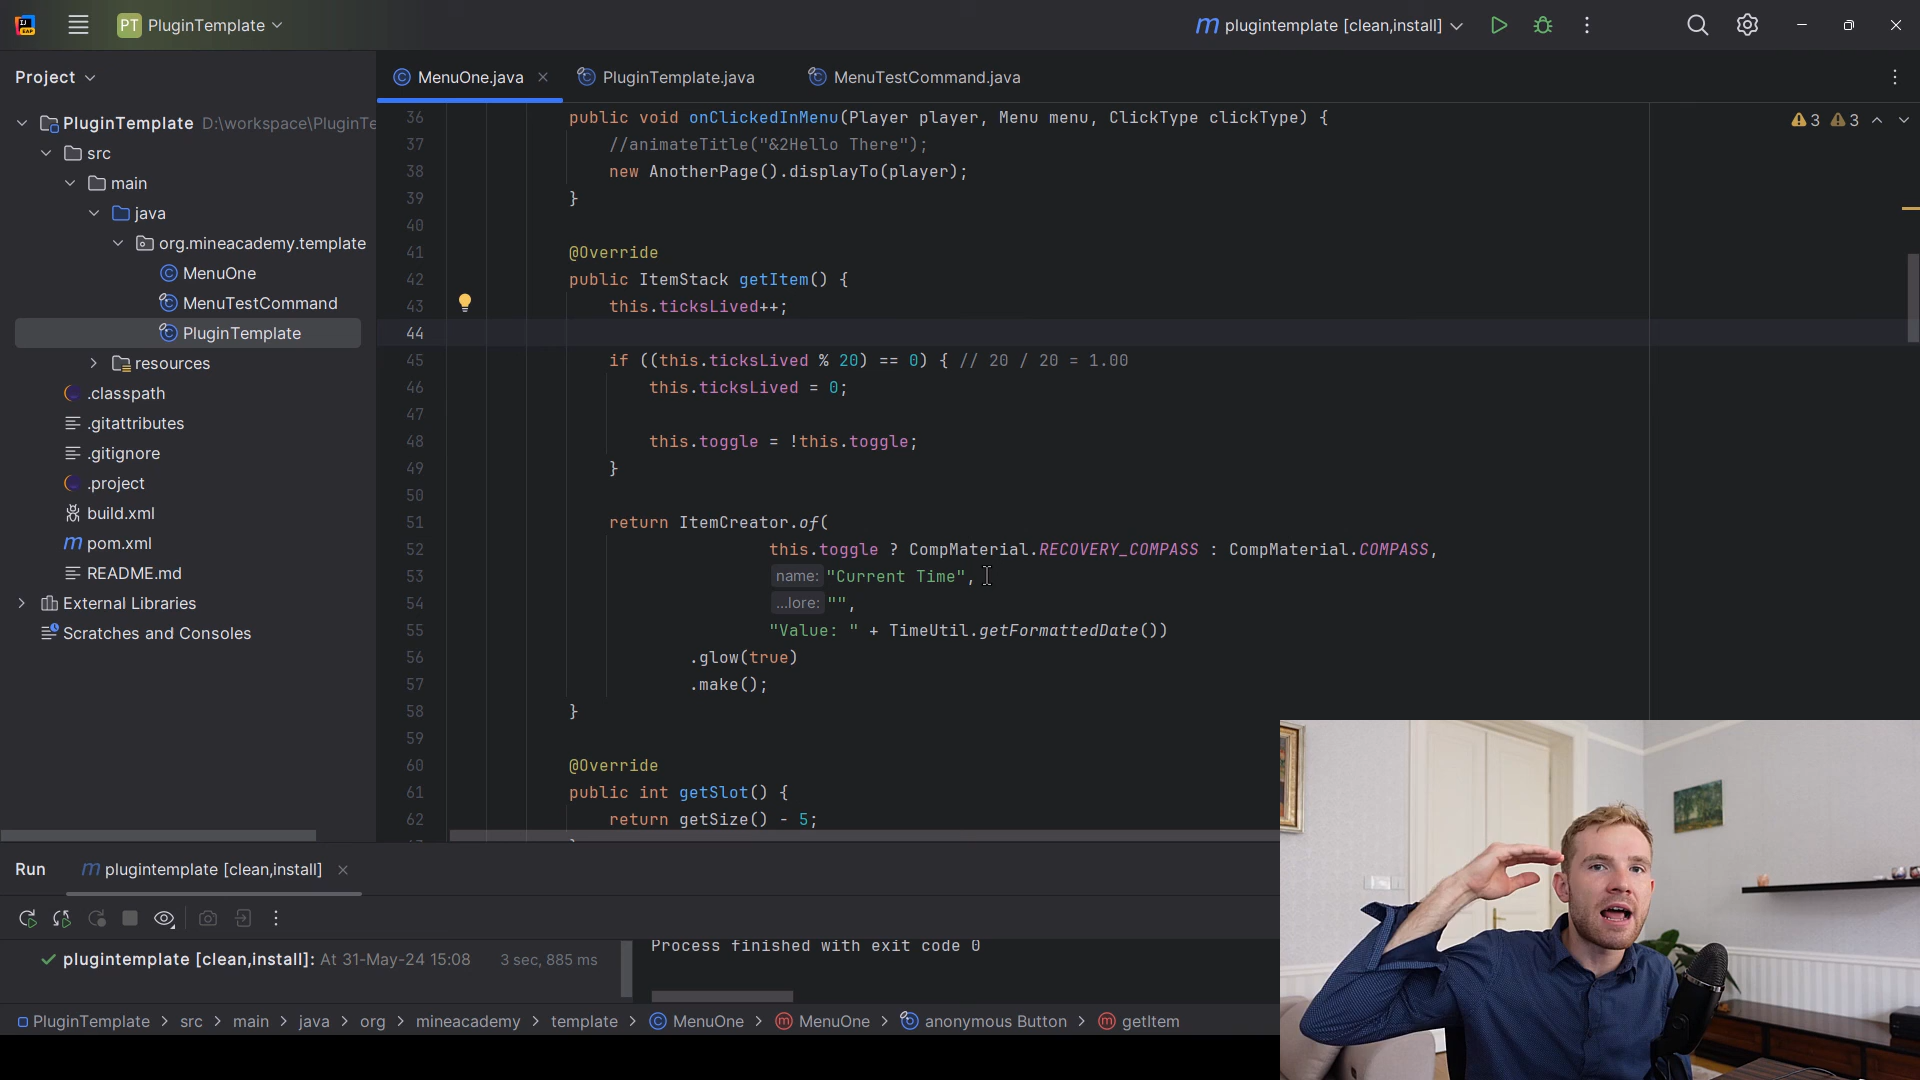 PT PluginTemplate
plugintemplate [clean,install]
Project
MenuOne.java
PluginTemplate.java
MenuTestCommand.java
PluginTemplate D:\workspace\PluginTe
src
main
java
org.mineacademy.template
MenuOne
MenuTestCommand
PluginTemplate
resources
.classpath
.gitattributes
.gitignore
.project
build.xml
pom.xml
README.md
External Libraries
Scratches and Consoles
3 3
36 public void onClickedInMenu(Player player, Menu menu, ClickType clickType) {
37 //animateTitle("&2Hello There");
38 new AnotherPage().displayTo(player);
39 }
40
41 @Override
42 public ItemStack getItem() {
43 this.ticksLived++;
44
45 if ((this.ticksLived % 20) == 0) { // 20 / 20 = 1.00
46 this.ticksLived = 0;
47
48 this.toggle = !this.toggle;
49 }
50
51 return ItemCreator.of(
52 this.toggle ? CompMaterial.RECOVERY_COMPASS : CompMaterial.COMPASS,
53 name: "Current Time",
54 ...lore: "",
55 "Value: " + TimeUtil.getFormattedDate())
56 .glow(true)
57 .make();
58 }
59
60 @Override
61 public int getSlot() {
62 return getSize() - 5;
Run
plugintemplate [clean,install]
plugintemplate [clean,install]: At 31-May-24 15:08 3 sec, 885 ms
Process finished with exit code 0
PluginTemplate > src > main > java > org > mineacademy > template > MenuOne > MenuOne > anonymous Button > getItem